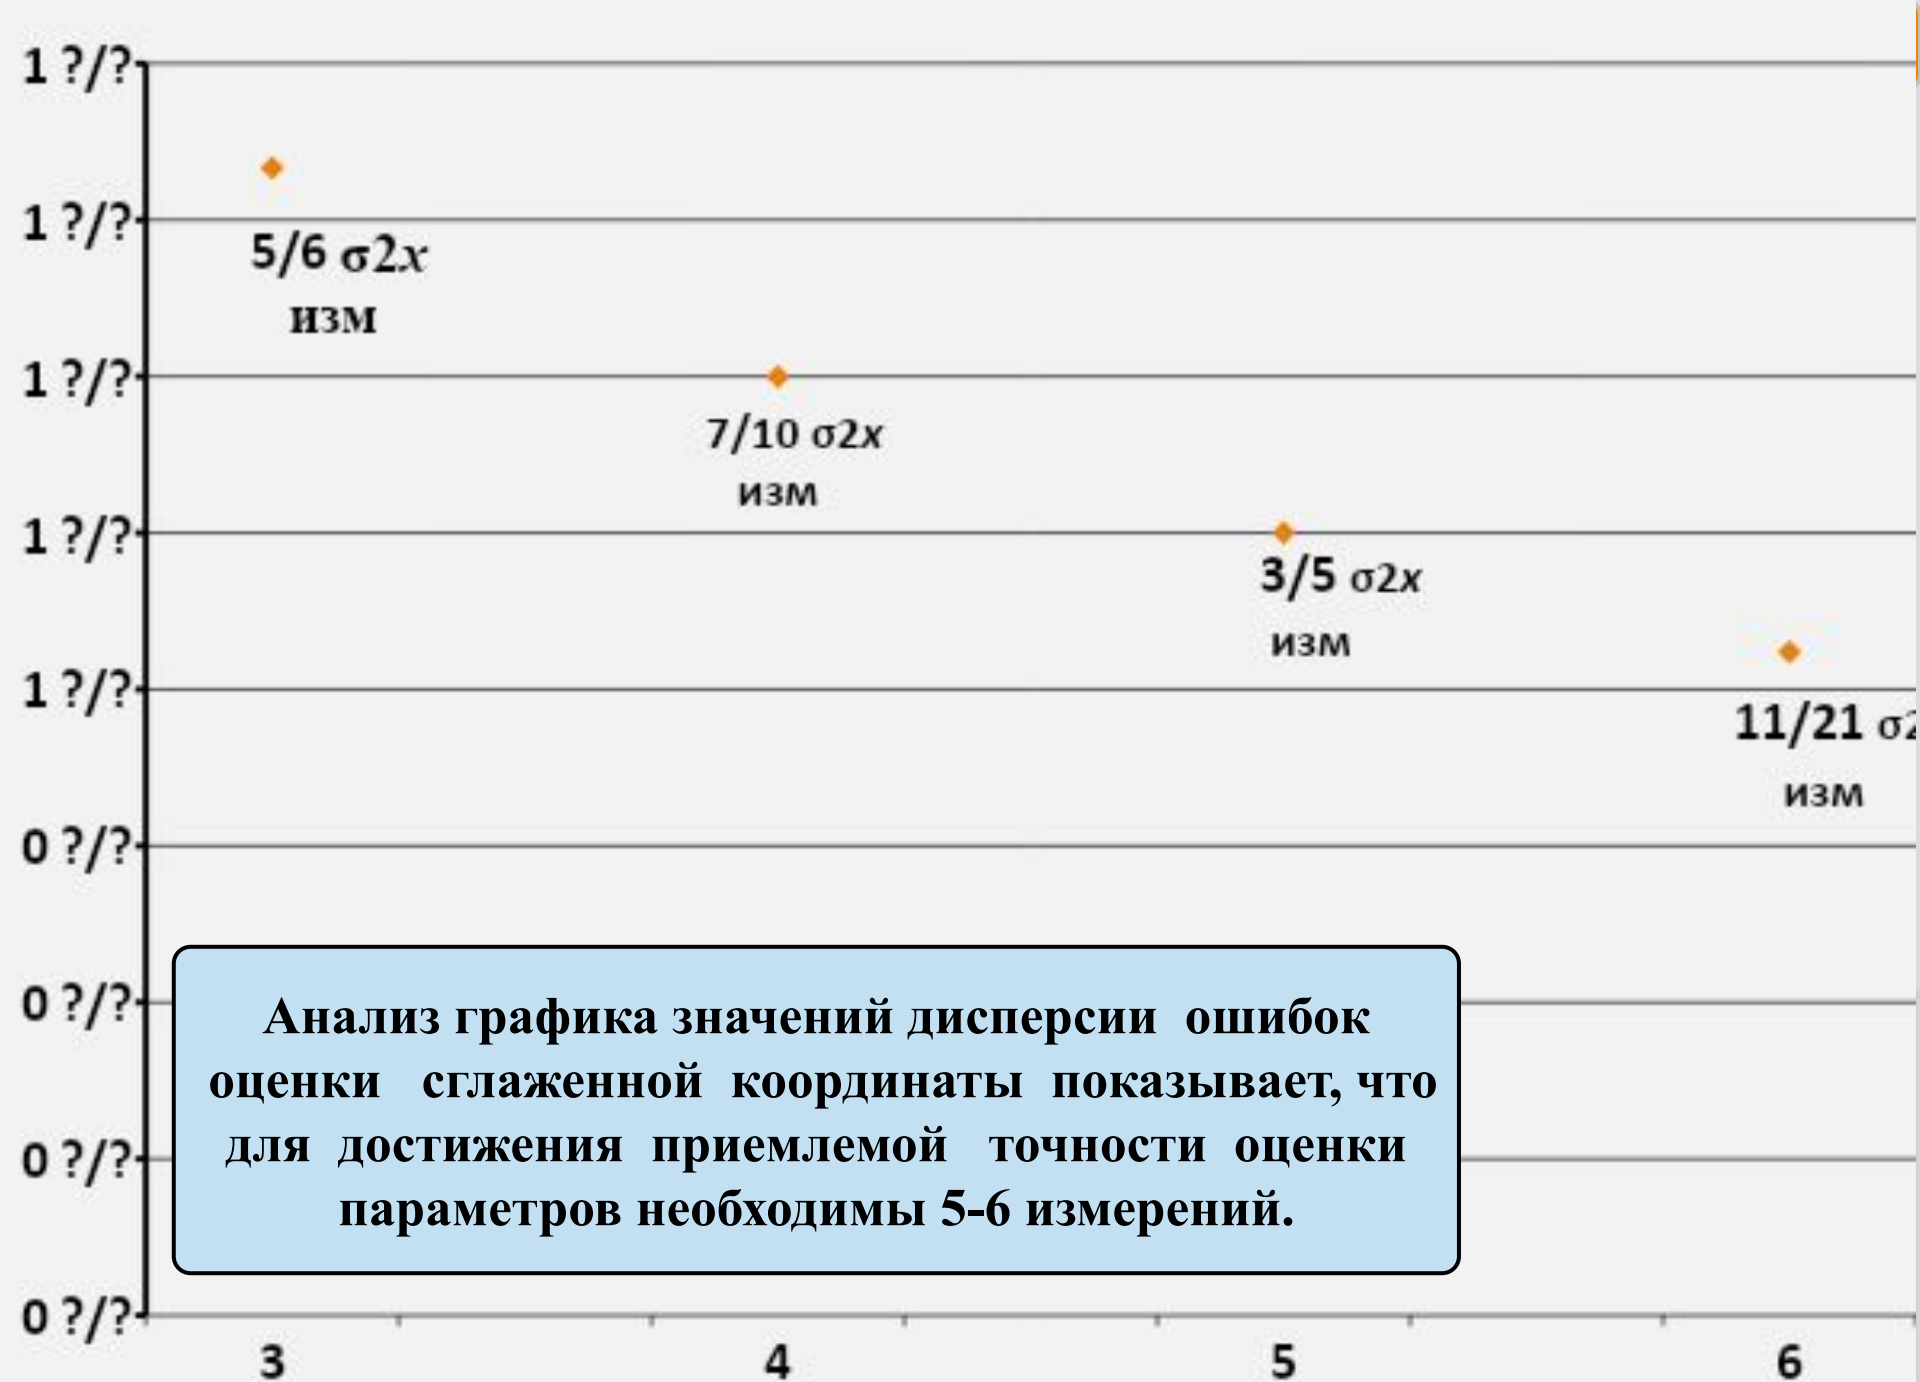 1 ?/?
1 ?/?
5/6 σ2x
изм
1 ?/?
7/10 σ2x
изм
1 ?/?
3/5 σ2x
изм
1 ?/?
11/21 σ2
изм
0 ?/?
0 ?/?
Анализ графика значений дисперсии ошибок
оценки сглаженной координаты показывает, что
для достижения приемлемой точности оценки
параметров необходимы 5-6 измерений.
0 ?/?
0 ?/?
3 4 5 6